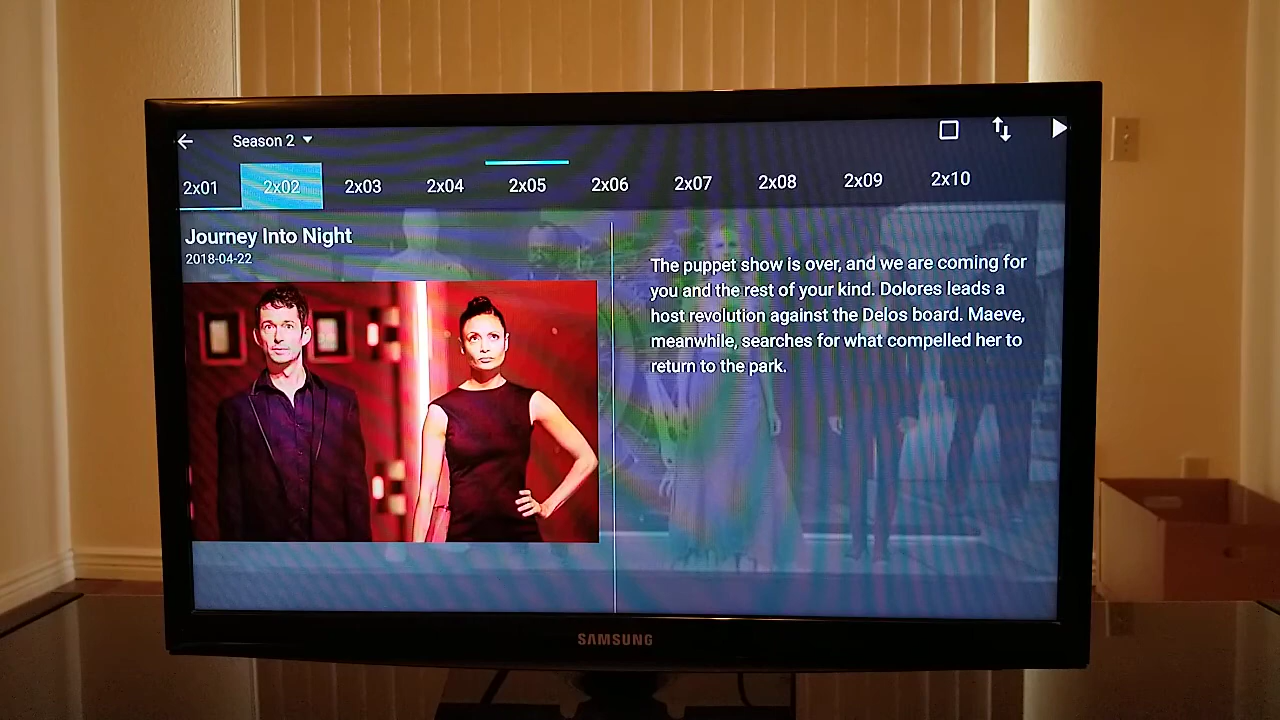 Season 2
2x01 2x02 2x03 2x04 2x05 2x06 2x07 2x08 2x09 2x10
Journey Into Night
2018-04-22
The puppet show is over, and we are coming for
you and the rest of your kind. Dolores leads a
host revolution against the Delos board. Maeve,
meanwhile, searches for what compelled her to
return to the park.
SAMSUNG